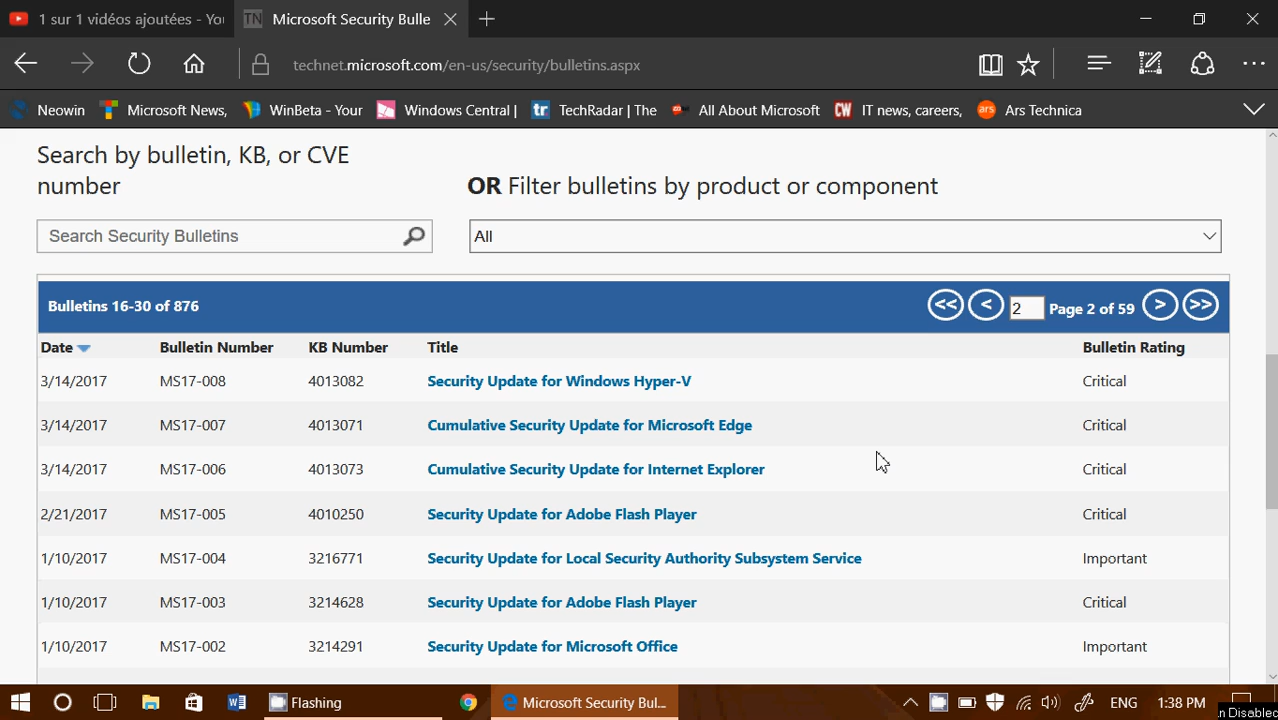 1 sur 1 vidéos ajoutées - You
TN Microsoft Security Bulle
technet.microsoft.com/en-us/security/bulletins.aspx
Neowin Microsoft News, WinBeta - Your Windows Central | tr TechRadar | The All About Microsoft CW IT news, careers, ars Ars Technica
Search by bulletin, KB, or CVE
number
OR Filter bulletins by product or component
Search Security Bulletins
All
Bulletins 16-30 of 876 << < 2 Page 2 of 59 > >>
Date Bulletin Number KB Number Title Bulletin Rating
3/14/2017 MS17-008 4013082 Security Update for Windows Hyper-V Critical
3/14/2017 MS17-007 4013071 Cumulative Security Update for Microsoft Edge Critical
3/14/2017 MS17-006 4013073 Cumulative Security Update for Internet Explorer Critical
2/21/2017 MS17-005 4010250 Security Update for Adobe Flash Player Critical
1/10/2017 MS17-004 3216771 Security Update for Local Security Authority Subsystem Service Important
1/10/2017 MS17-003 3214628 Security Update for Adobe Flash Player Critical
1/10/2017 MS17-002 3214291 Security Update for Microsoft Office Important
Flashing Microsoft Security Bul... ENG 1:38 PM
n Disabled